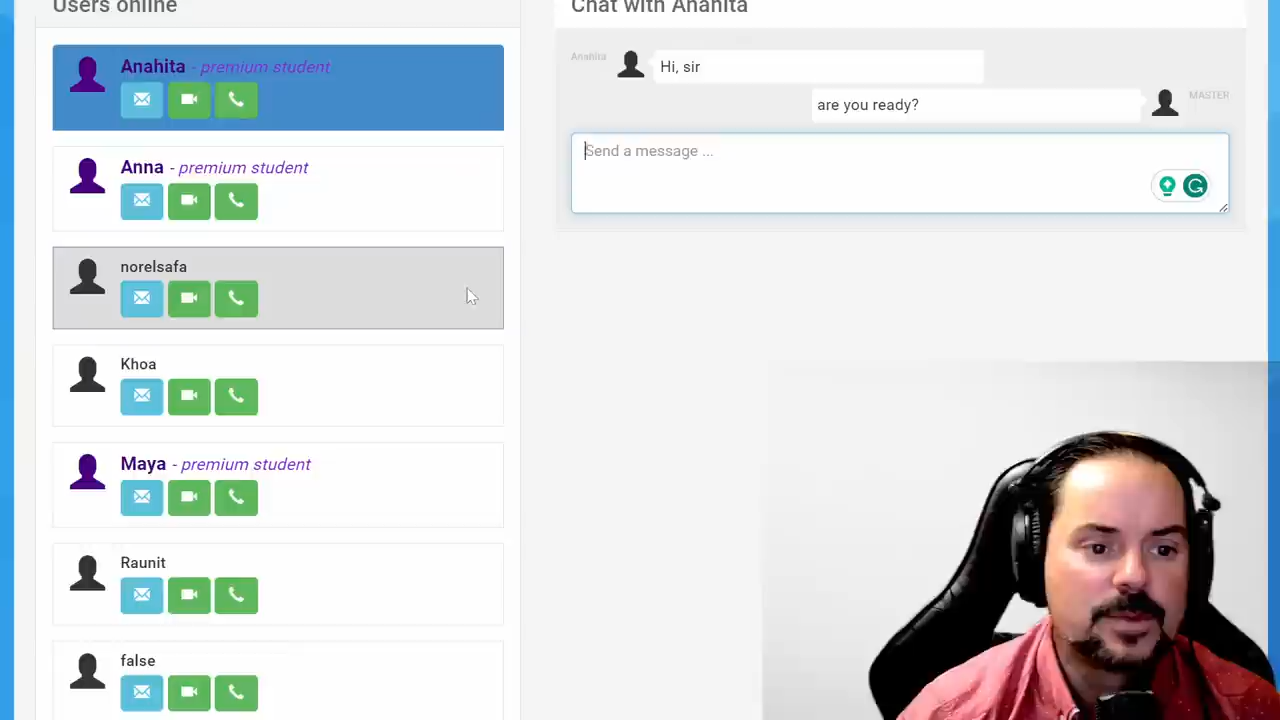 Users online
Anahita - premium student
Anna - premium student
norelsafa
Khoa
Maya - premium student
Raunit
false
Chat with Anahita
Anahita
Hi, sir
are you ready?
MASTER
Send a message ...